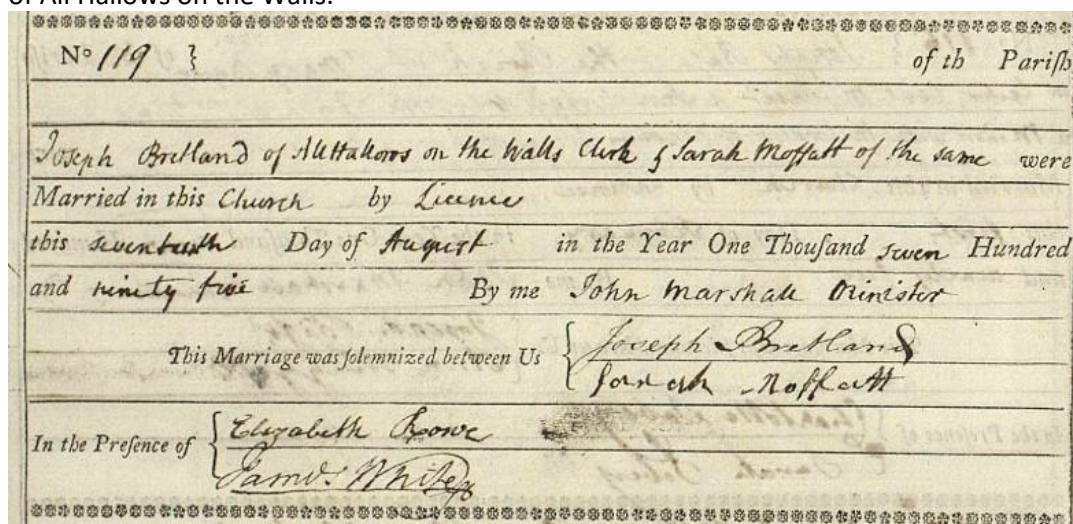 of All Hallows on the Walls.
No 119 } of th Parish
Joseph Bretland of All Hallows on the Walls Clerk & Sarah Moffatt of the same were
Married in this Church by Licence
this seventeenth Day of August in the Year One Thousand seven Hundred
and ninety five By me John Marshall Minister
This Marriage was solemnized between Us { Joseph Bretland
Sarah Moffatt
In the Presence of { Elizabeth Rowe
James White